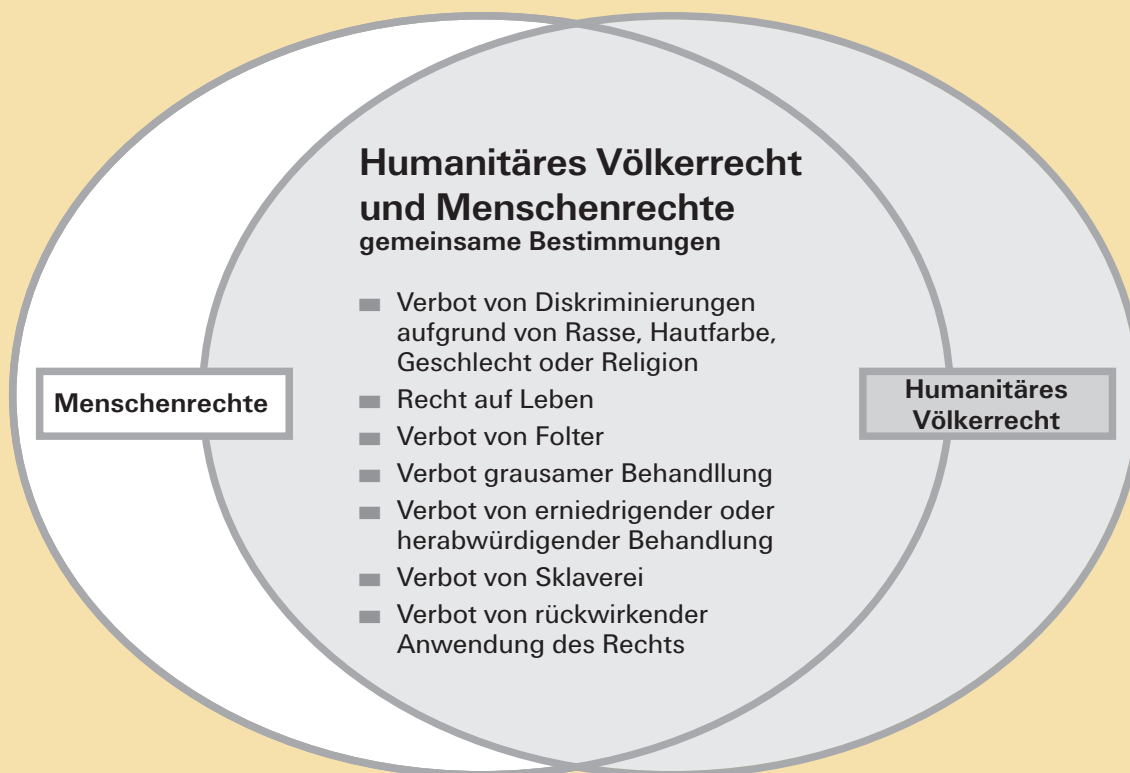 Humanitäres Völkerrecht
und Menschenrechte
gemeinsame Bestimmungen
Verbot von Diskriminierungen
aufgrund von Rasse, Hautfarbe,
Geschlecht oder Religion
Recht auf Leben
Verbot von Folter
Verbot grausamer Behandllung
Verbot von erniedrigender oder
herabwürdigender Behandlung
Verbot von Sklaverei
Verbot von rückwirkender
Anwendung des Rechts
Menschenrechte
Humanitäres
Völkerrecht